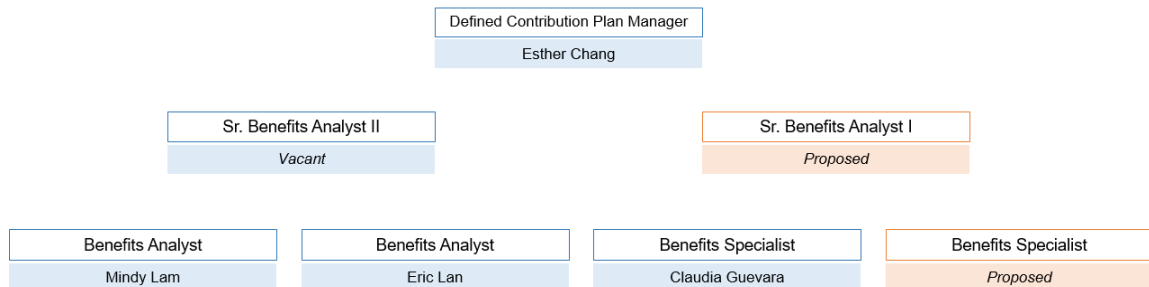 Defined Contribution Plan Manager
Esther Chang
Sr. Benefits Analyst II
Vacant
Sr. Benefits Analyst I
Proposed
Benefits Analyst
Mindy Lam
Benefits Analyst
Eric Lan
Benefits Specialist
Claudia Guevara
Benefits Specialist
Proposed